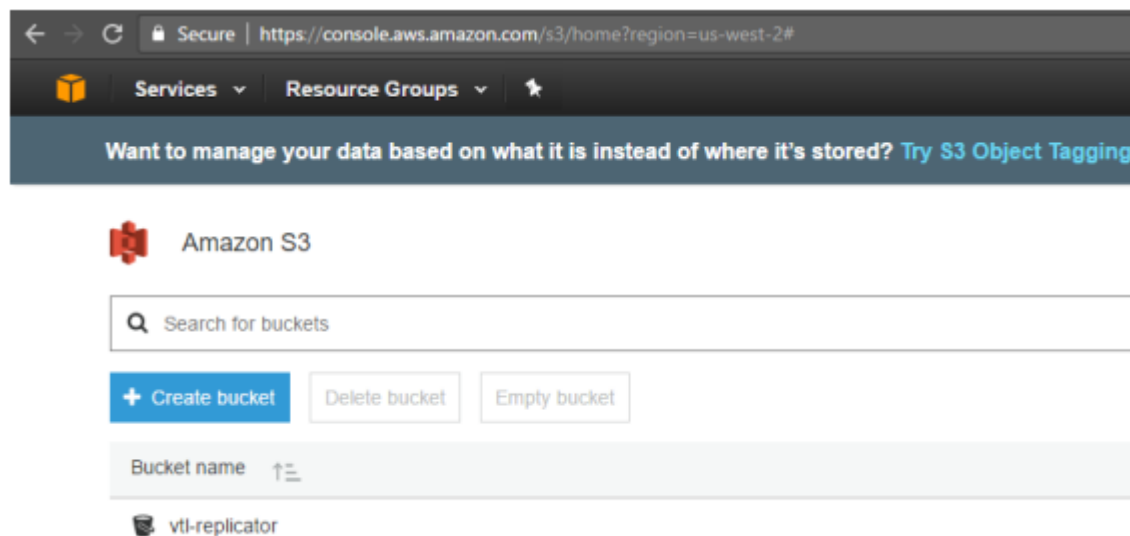 Secure | https://console.aws.amazon.com/s3/home?region=us-west-2#
Services Resource Groups
Want to manage your data based on what it is instead of where it's stored? Try S3 Object Tagging
Amazon S3
Search for buckets
+ Create bucket Delete bucket Empty bucket
Bucket name
vtl-replicator